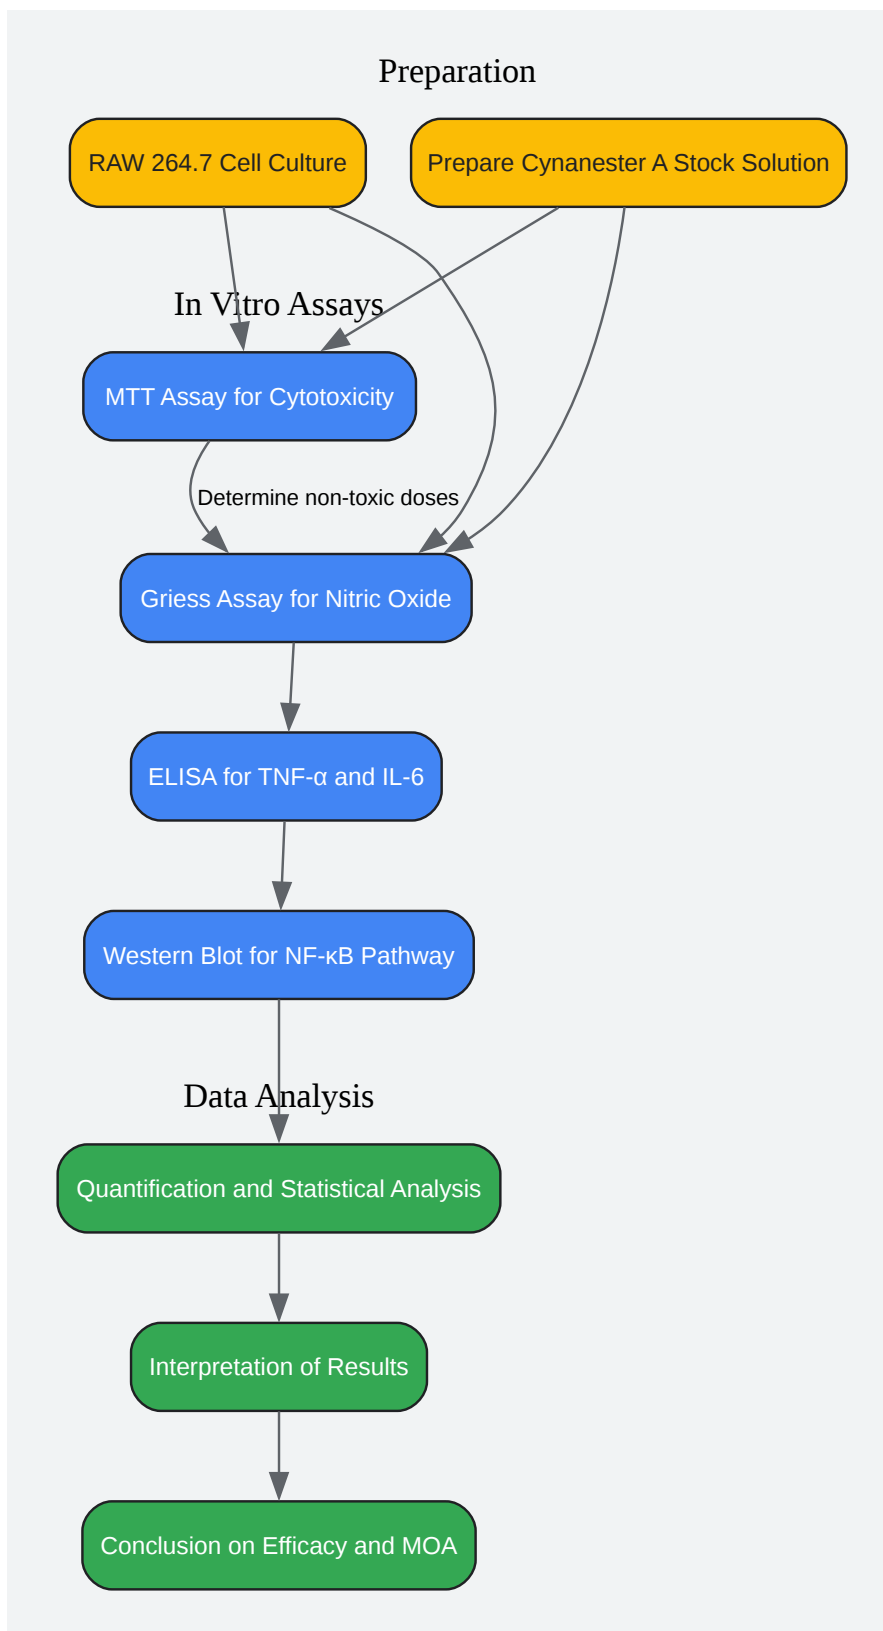 Preparation
RAW 264.7 Cell Culture
Prepare Cynanester A Stock Solution
In Vitro Assays
MTT Assay for Cytotoxicity
Determine non-toxic doses
Griess Assay for Nitric Oxide
ELISA for TNF-α and IL-6
Western Blot for NF-κB Pathway
Data Analysis
Quantification and Statistical Analysis
Interpretation of Results
Conclusion on Efficacy and MOA